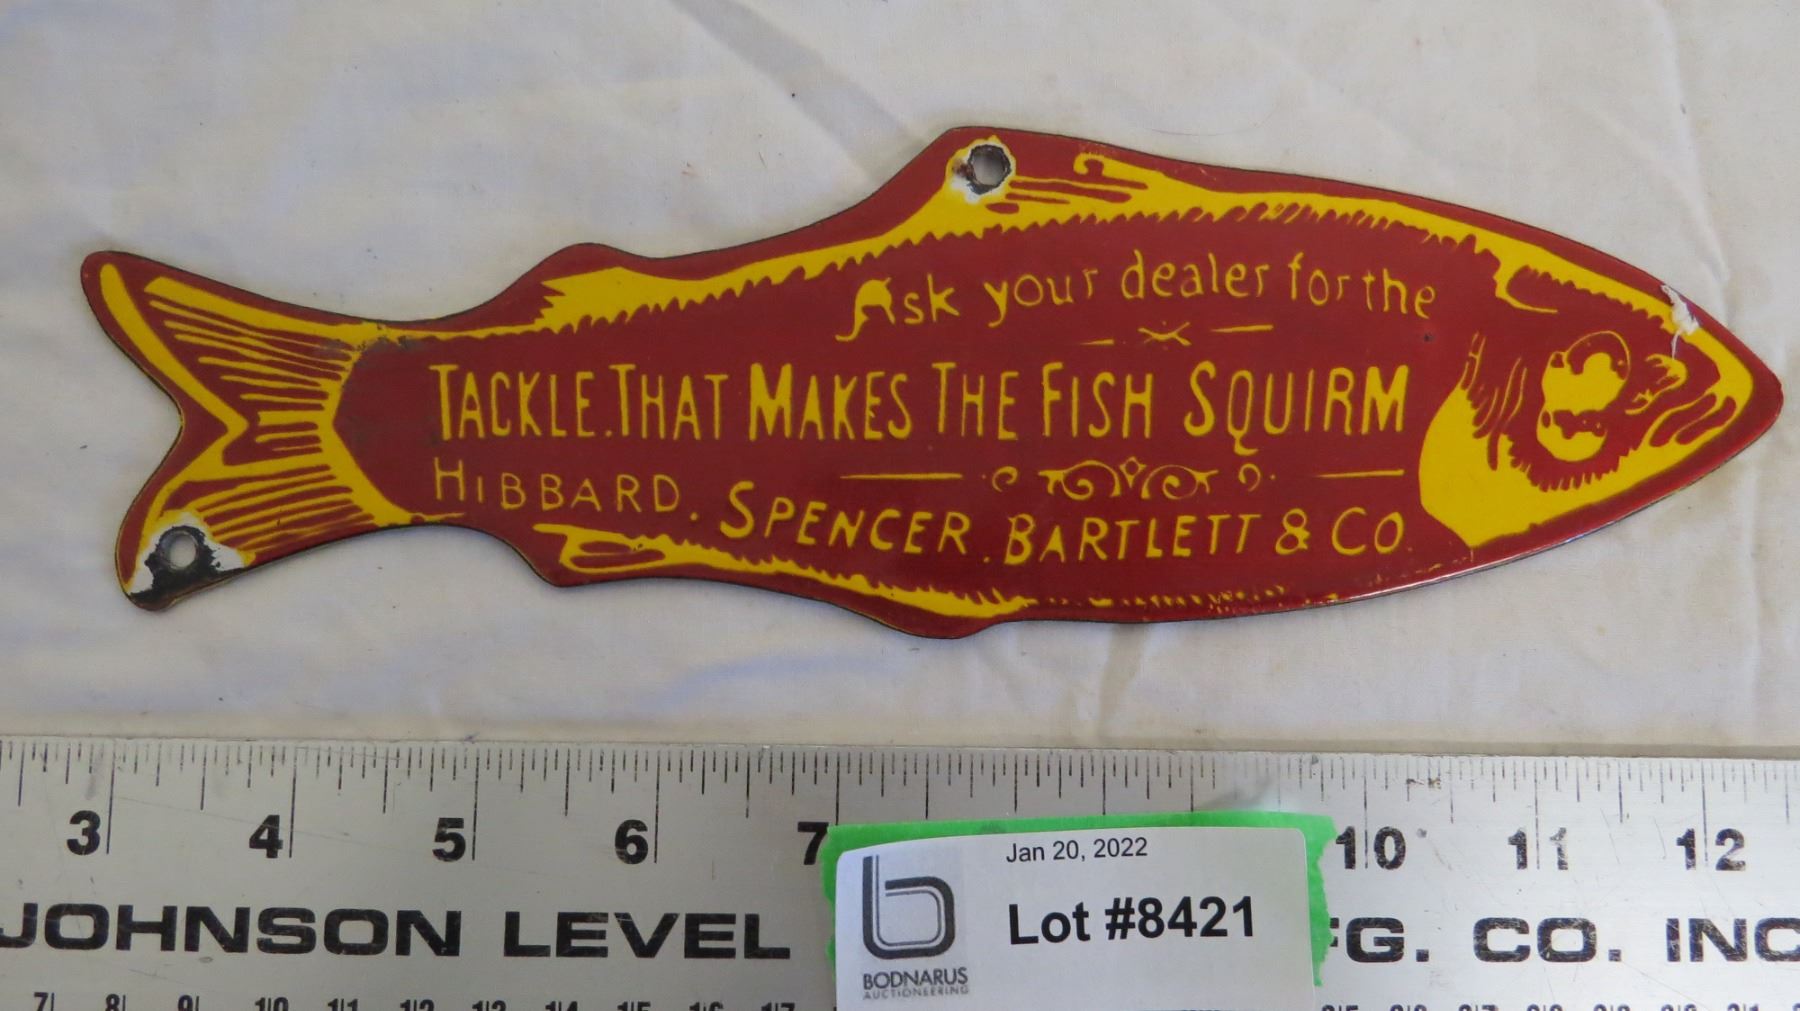 Ask your dealer for the
TACKLE. THAT MAKES THE FISH SQUIRM
HIBBARD. SPENCER. BARTLETT & CO.
3 4 5 6 7 10 11 12
Jan 20, 2022
Lot #8421
BODNARUS
AUCTIONEERING
JOHNSON LEVEL FG. CO. INC